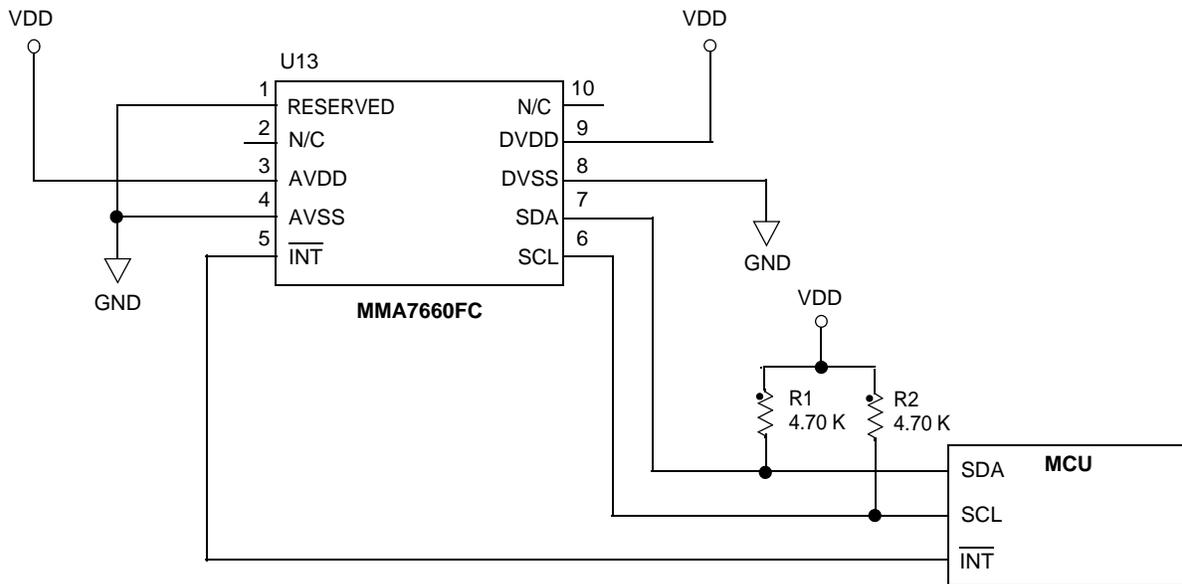 VDD
VDD
U13
1
RESERVED
N/C
10
2
N/C
DVDD
9
3
AVDD
DVSS
8
4
AVSS
SDA
7
5
INT
SCL
6
GND
GND
MMA7660FC
VDD
R1
4.70 K
R2
4.70 K
MCU
SDA
SCL
INT